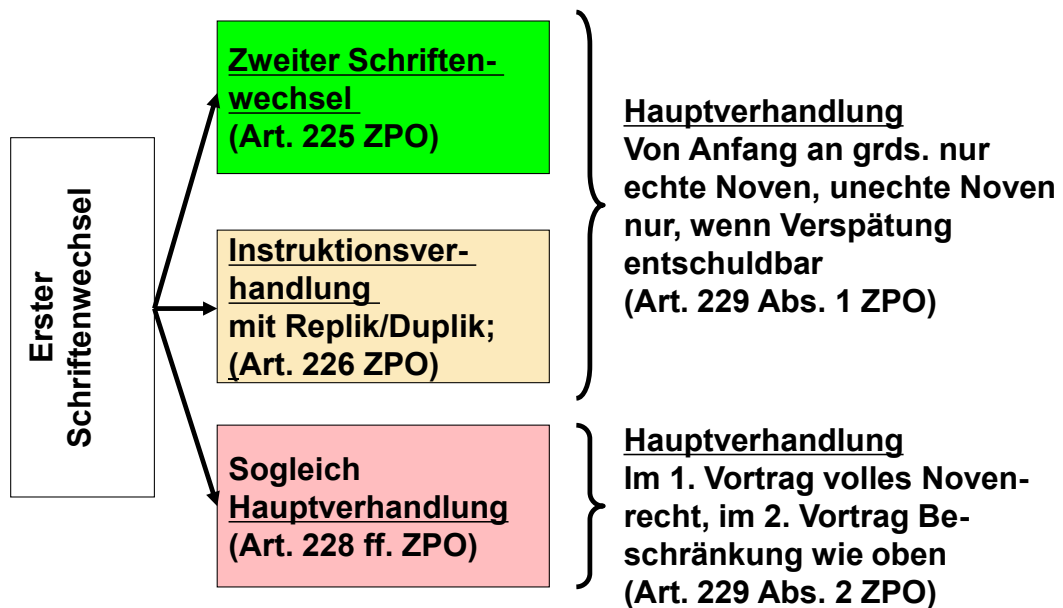 Erster
Schriftenwechsel
Zweiter Schriften-
wechsel
(Art. 225 ZPO)
Instruktionsver-
handlung
mit Replik/Duplik;
(Art. 226 ZPO)
Sogleich
Hauptverhandlung
(Art. 228 ff. ZPO)
Hauptverhandlung
Von Anfang an grds. nur
echte Noven, unechte Noven
nur, wenn Verspätung
entschuldbar
(Art. 229 Abs. 1 ZPO)
Hauptverhandlung
Im 1. Vortrag volles Noven-
recht, im 2. Vortrag Be-
schränkung wie oben
(Art. 229 Abs. 2 ZPO)